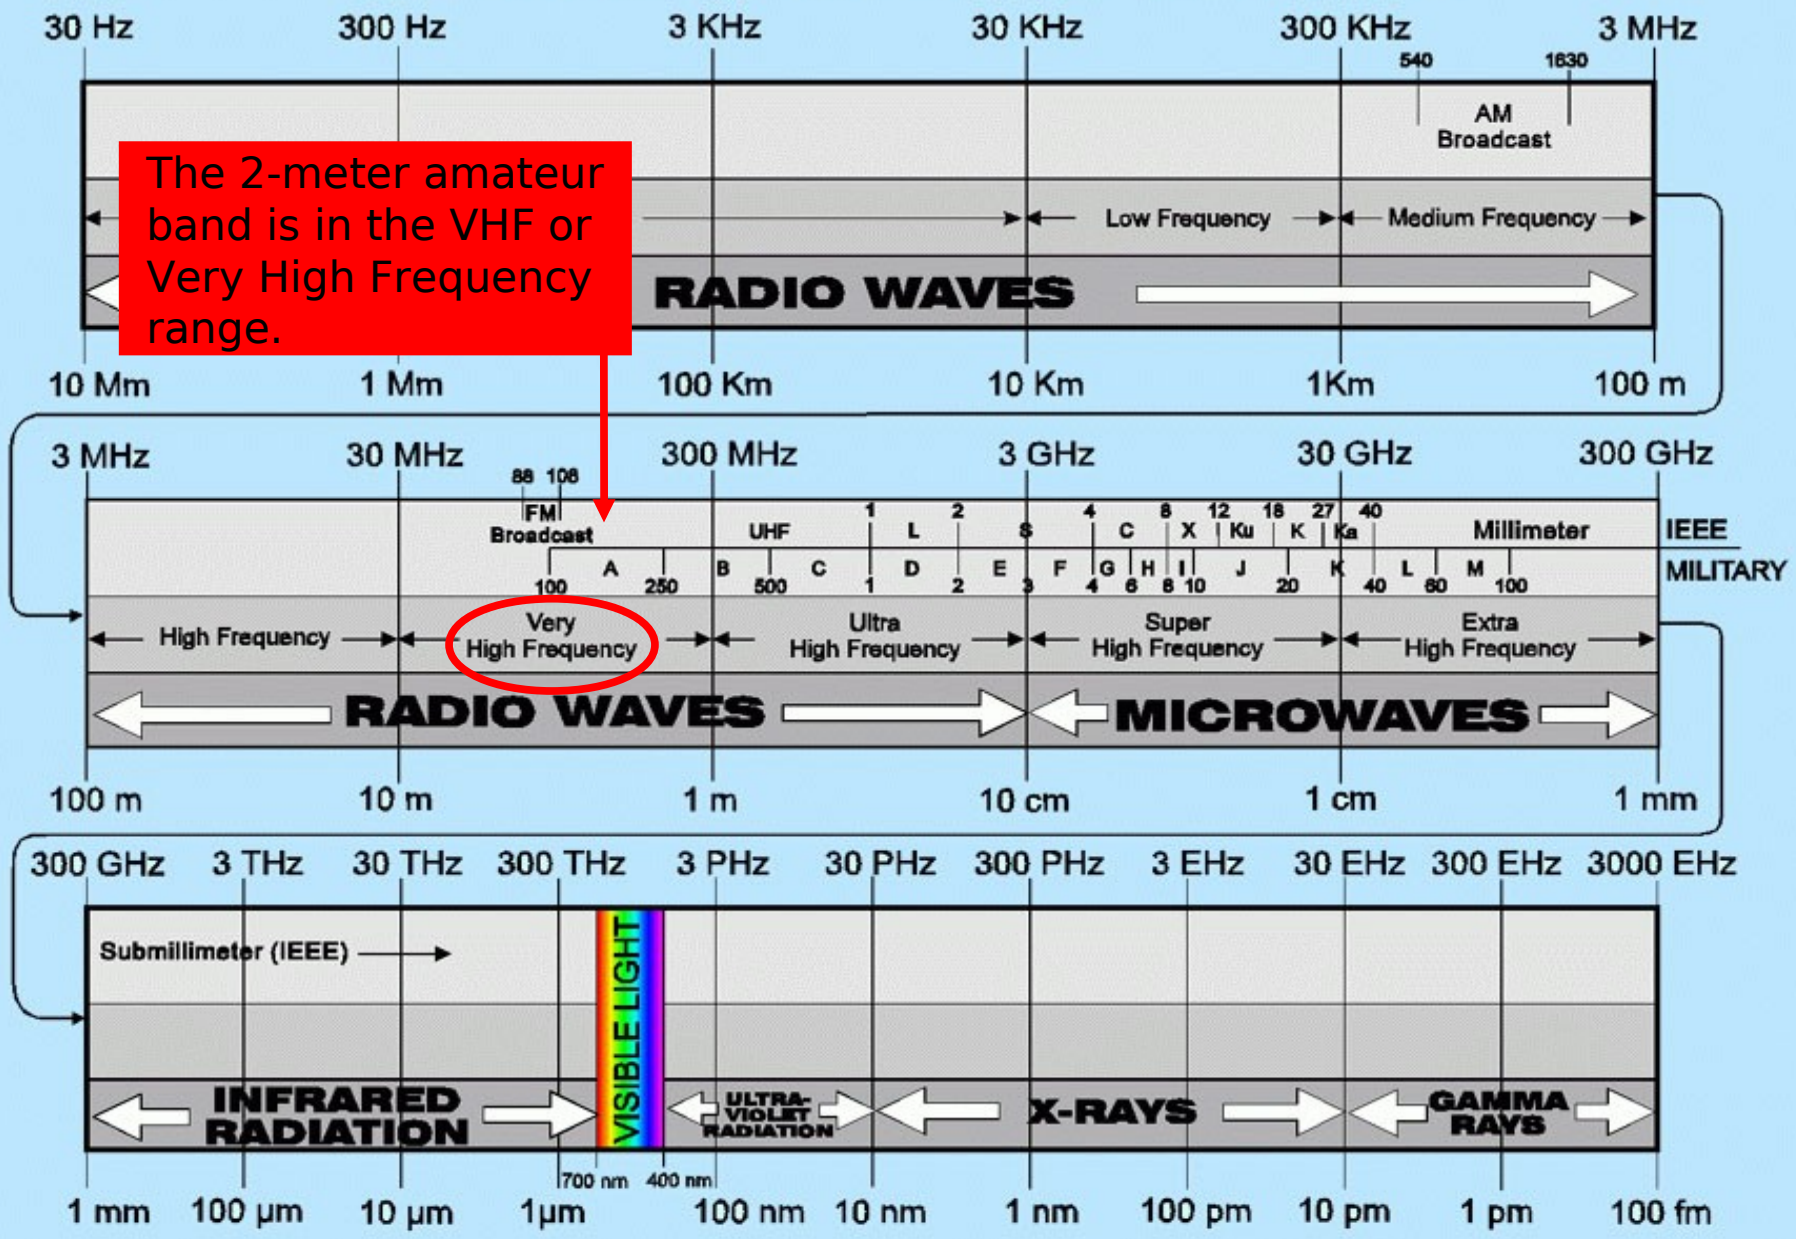 30 Hz 300 Hz 3 KHz 30 KHz 300 KHz 3 MHz
540 1630
AM
Broadcast
The 2-meter amateur
band is in the VHF or
Very High Frequency
range.
Low Frequency Medium Frequency
RADIO WAVES
10 Mm 1 Mm 100 Km 10 Km 1Km 100 m
3 MHz 30 MHz 300 MHz 3 GHz 30 GHz 300 GHz
88 108
FM
Broadcast
1 2 4 8 12 18 27 40
UHF L S C X Ku K Ka Millimeter IEEE
A B C D E F G H I J K L M MILITARY
100 250 500 1 2 3 4 6 8 10 20 40 60 100
High Frequency
Very
High Frequency
Ultra
High Frequency
Super
High Frequency
Extra
High Frequency
RADIO WAVES MICROWAVES
100 m 10 m 1 m 10 cm 1 cm 1 mm
300 GHz 3 THz 30 THz 300 THz 3 PHz 30 PHz 300 PHz 3 EHz 30 EHz 300 EHz 3000 EHz
Submillimeter (IEEE)
VISIBLE LIGHT
INFRARED
RADIATION
ULTRA-
VIOLET
RADIATION
X-RAYS
GAMMA
RAYS
700 nm 400 nm
1 mm 100 µm 10 µm 1µm 100 nm 10 nm 1 nm 100 pm 10 pm 1 pm 100 fm